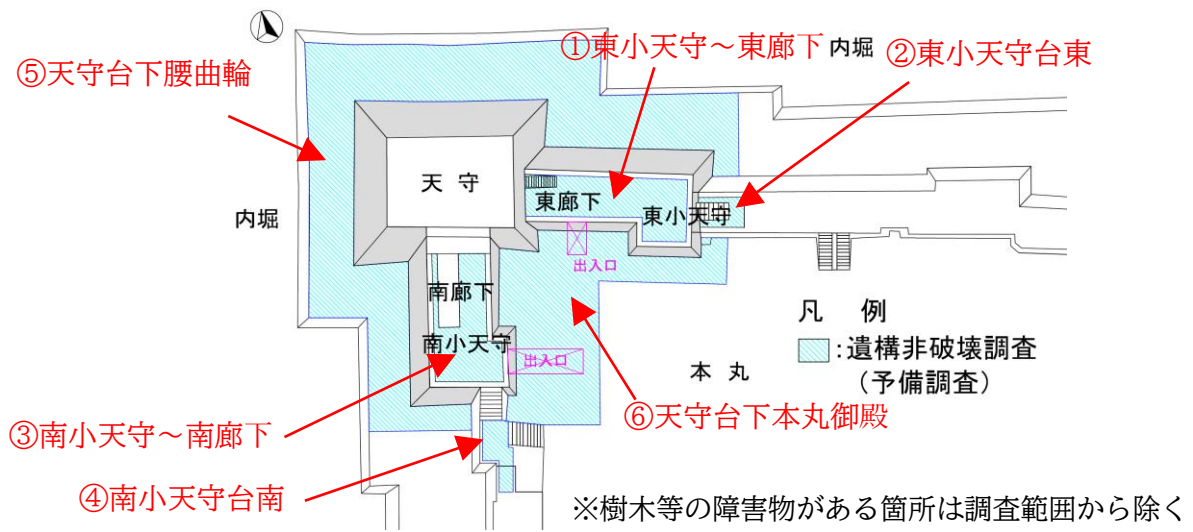 ①東小天守～東廊下
内堀
②東小天守台東
⑤天守台下腰曲輪
天守
東廊下
東小天守
内堀
出入口
南廊下
凡 例
:遺構非破壊調査
(予備調査)
南小天守
出入口
本丸
③南小天守～南廊下
⑥天守台下本丸御殿
④南小天守台南
※樹木等の障害物がある箇所は調査範囲から除く